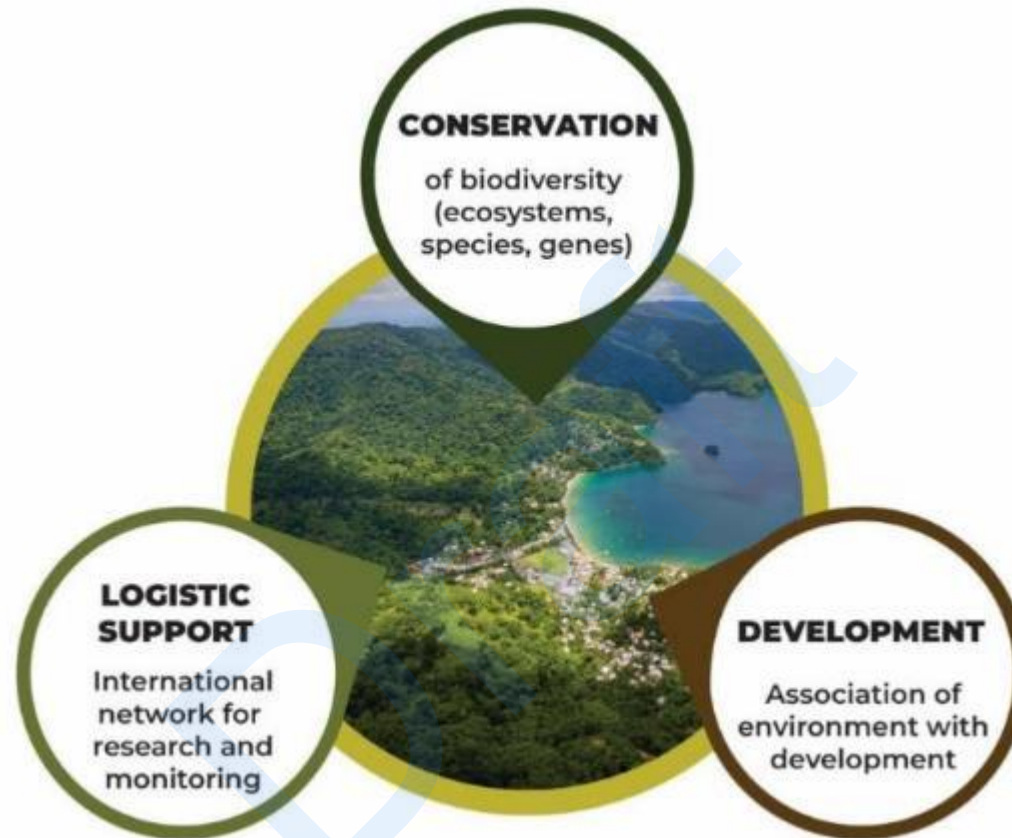 CONSERVATION
of biodiversity
(ecosystems,
species, genes)
LOGISTIC
SUPPORT
International
network for
research and
monitoring
DEVELOPMENT
Association of
environment with
development